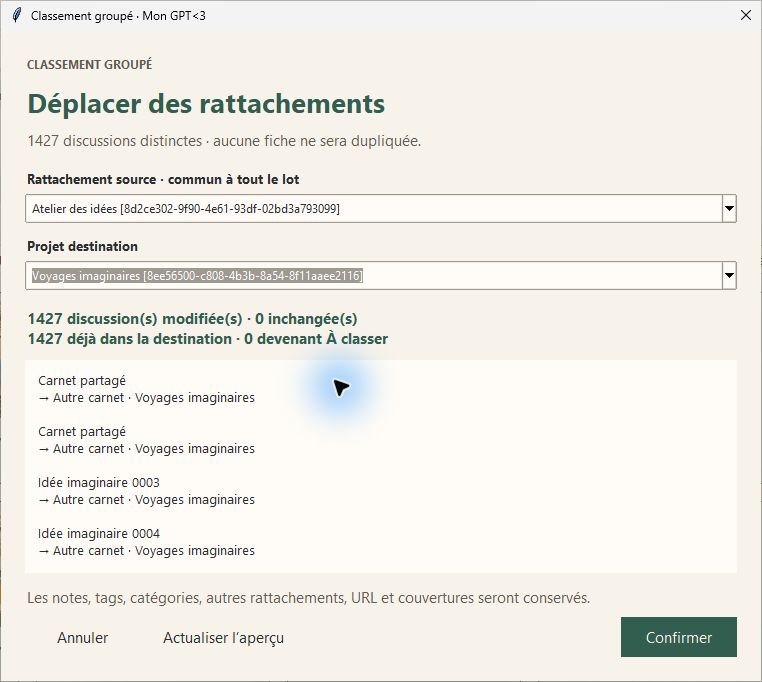 Classement groupé · Mon GPT<3
CLASSEMENT GROUPÉ
Déplacer des rattachements
1427 discussions distinctes · aucune fiche ne sera dupliquée.
Rattachement source · commun à tout le lot
Atelier des idées [8d2ce302-9f90-4e61-93df-02bd3a793099]
Projet destination
Voyages imaginaires [8ee56500-c808-4b3b-8a54-8f11aaee2116]
1427 discussion(s) modifiée(s) · 0 inchangée(s)
1427 déjà dans la destination · 0 devenant À classer
Carnet partagé
→ Autre carnet · Voyages imaginaires
Carnet partagé
→ Autre carnet · Voyages imaginaires
Idée imaginaire 0003
→ Autre carnet · Voyages imaginaires
Idée imaginaire 0004
→ Autre carnet · Voyages imaginaires
Les notes, tags, catégories, autres rattachements, URL et couvertures seront conservés.
Annuler Actualiser l’aperçu Confirmer